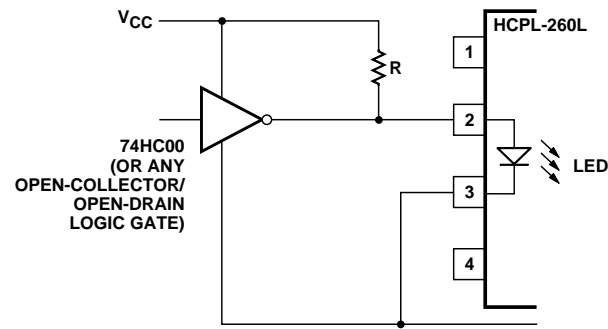 VCC
HCPL-260L
1
R
2
74HC00
(OR ANY
OPEN-COLLECTOR/
OPEN-DRAIN
LOGIC GATE)
LED
3
4